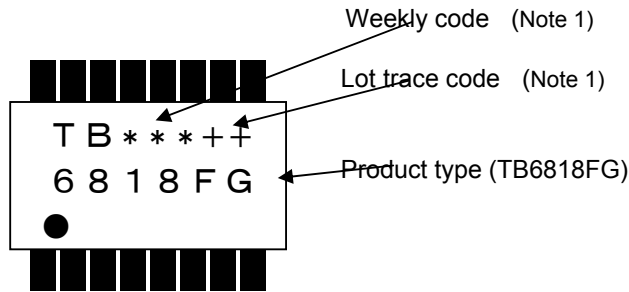 Weekly code (Note 1)
Lot trace code (Note 1)
TB***++
6818FG
Product type (TB6818FG)